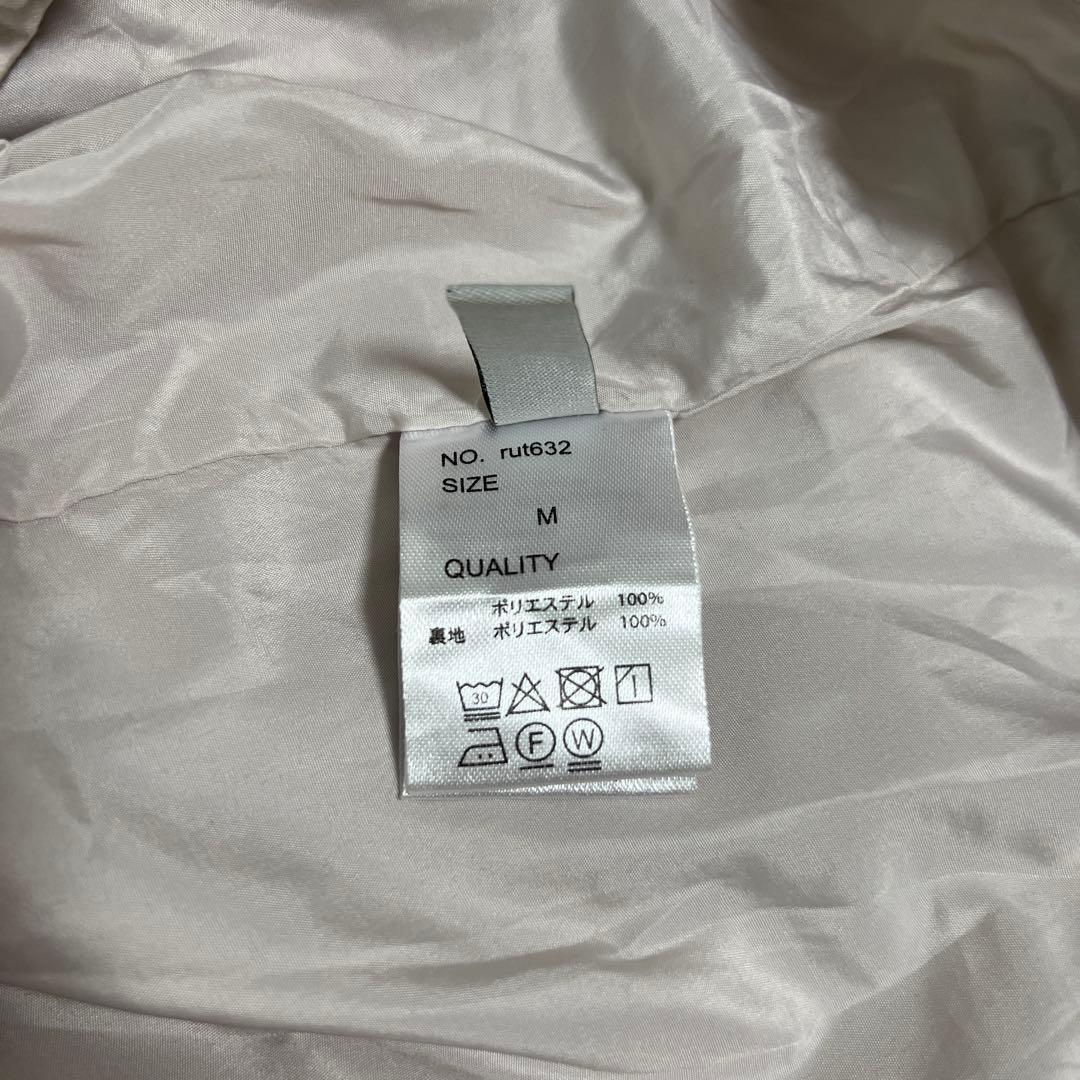 NO. rut632
SIZE
M
QUALITY
ポリエステル 100%
裏地 ポリエステル 100%
30
F W